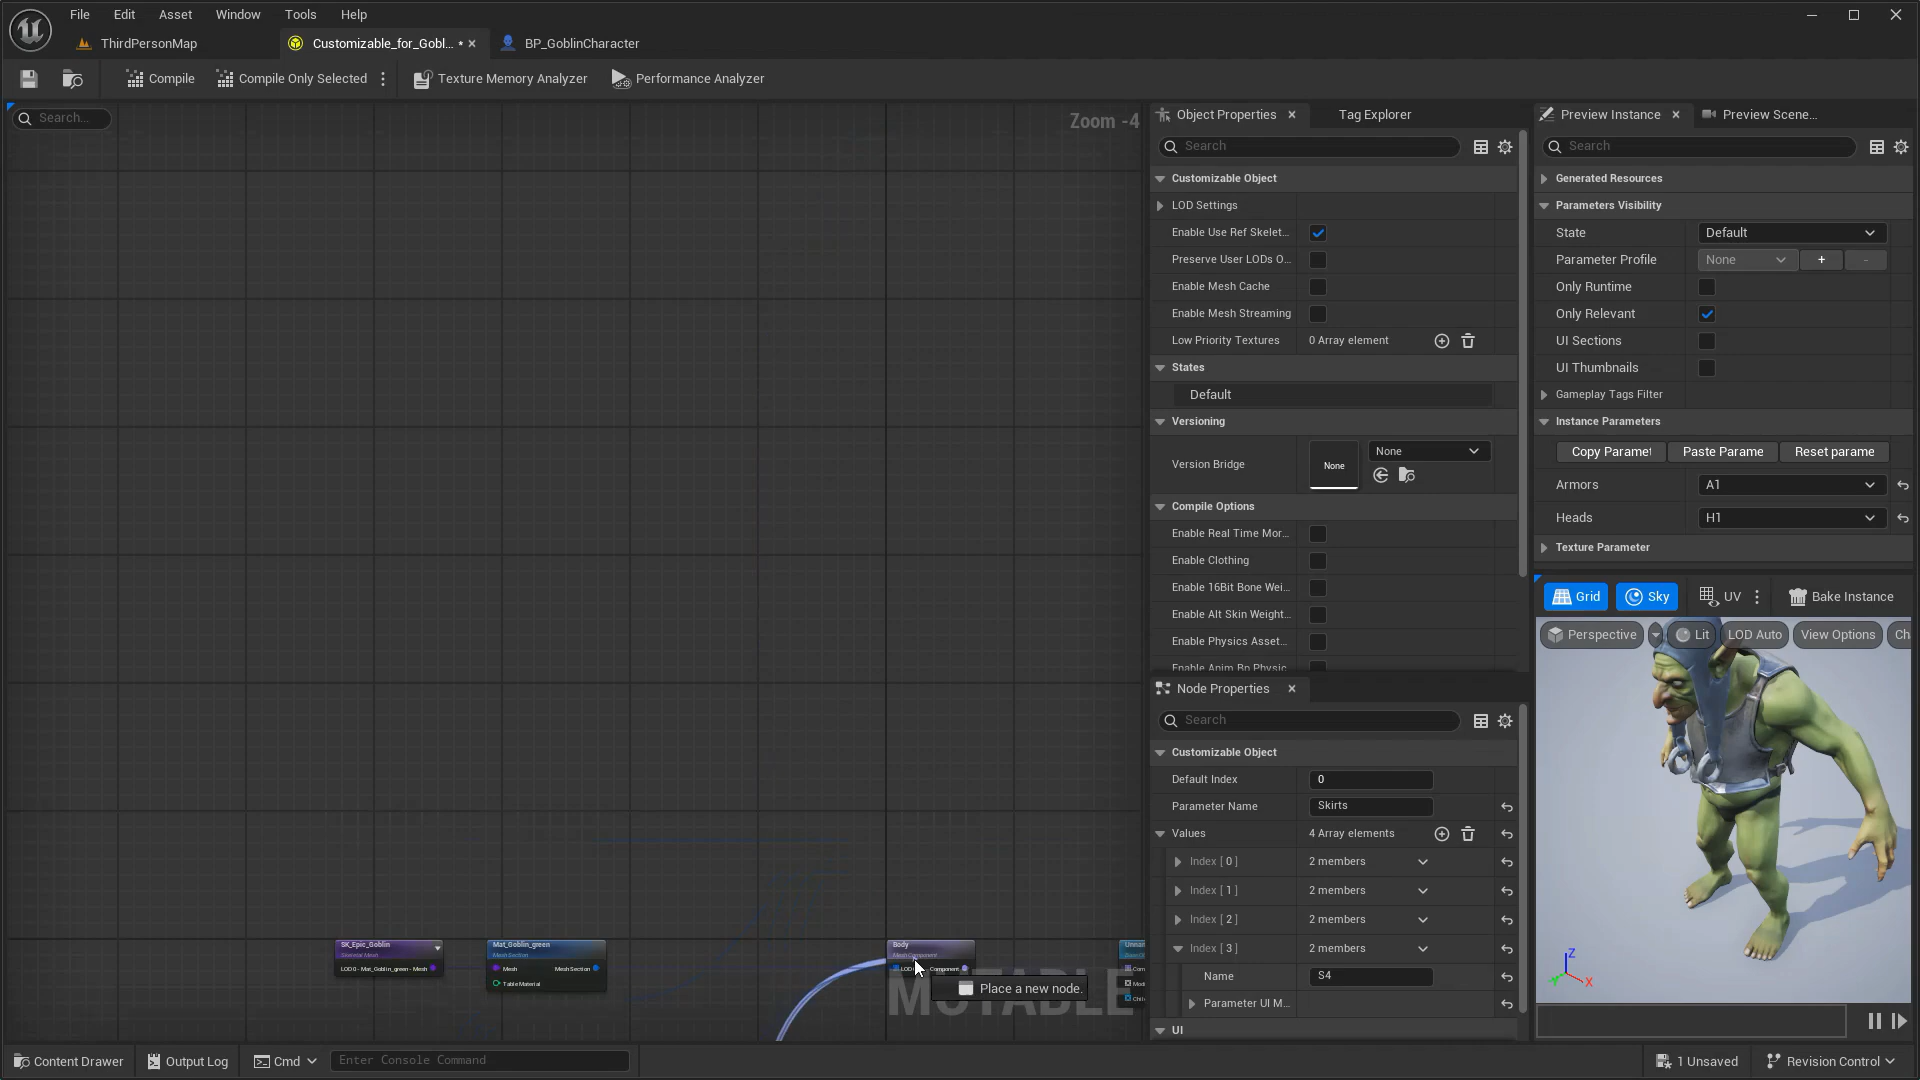 File Edit Asset Window Tools Help
ThirdPersonMap Customizable_for_Gobl... • BP_GoblinCharacter
Compile Compile Only Selected Texture Memory Analyzer Performance Analyzer
Search...
Zoom -4
SK_Epic_Goblin
Skeletal Mesh
LOD 0 - Mat_Goblin_green - Mesh
Mat_Goblin_green
Mesh Section
Mesh Mesh Section
Table Material
Body
Mesh Component
LOD Component
Place a new node.
MUTABLE
Object Properties Tag Explorer
Search
Customizable Object
LOD Settings
Enable Use Ref Skelet...
Preserve User LODs O...
Enable Mesh Cache
Enable Mesh Streaming
Low Priority Textures 0 Array element
States
Default
Versioning
Version Bridge None None
Compile Options
Enable Real Time Mor...
Enable Clothing
Enable 16Bit Bone Wei...
Enable Alt Skin Weight...
Enable Physics Asset...
Enable Anim Bp Physic
Node Properties
Search
Customizable Object
Default Index 0
Parameter Name Skirts
Values 4 Array elements
Index [ 0 ] 2 members
Index [ 1 ] 2 members
Index [ 2 ] 2 members
Index [ 3 ] 2 members
Name S4
Parameter UI M...
UI
Preview Instance Preview Scene...
Search
Generated Resources
Parameters Visibility
State Default
Parameter Profile None + -
Only Runtime
Only Relevant
UI Sections
UI Thumbnails
Gameplay Tags Filter
Instance Parameters
Copy Paramet Paste Parame Reset parame
Armors A1
Heads H1
Texture Parameter
Grid Sky UV Bake Instance
Perspective Lit LOD Auto View Options Ch
Z
Y X
Content Drawer Output Log Cmd Enter Console Command 1 Unsaved Revision Control